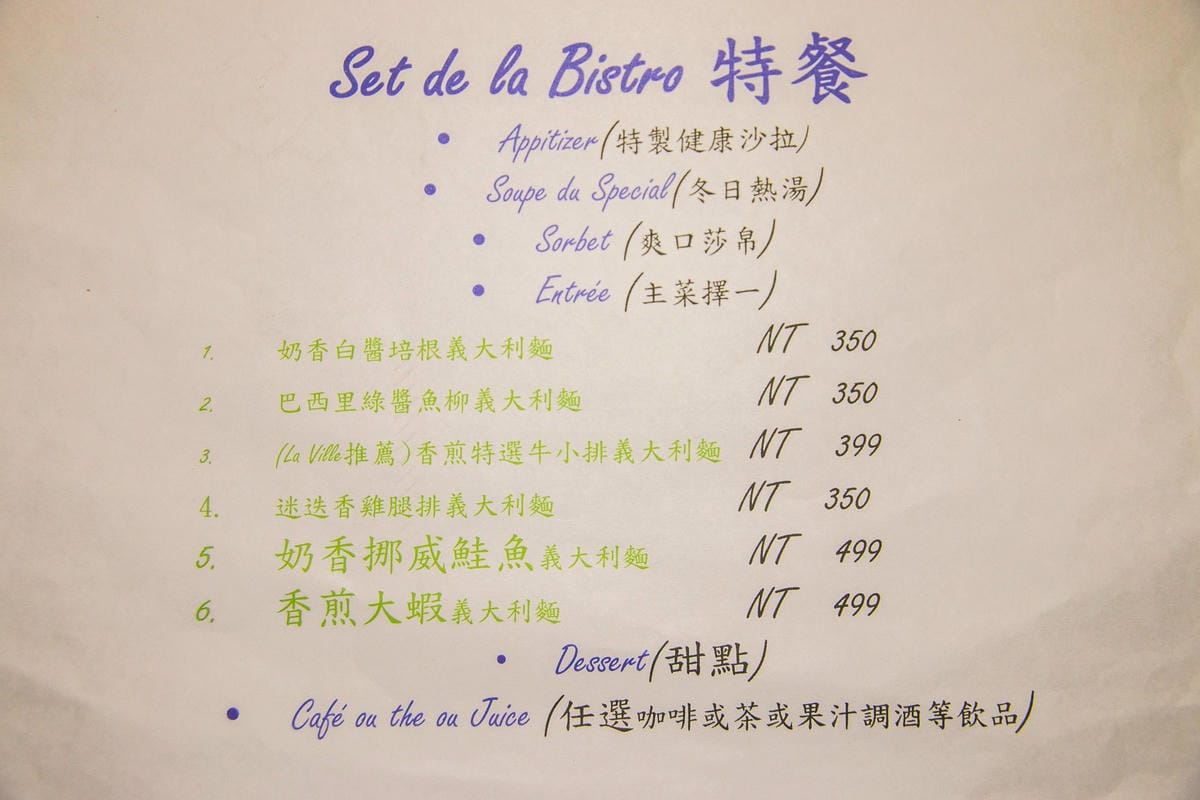 Set de la Bistro 特餐
• Appitizer(特製健康沙拉)
• Soupe du Special(冬日熱湯)
• Sorbet (爽口莎帛)
• Entrée (主菜擇一)
1. 奶香白醬培根義大利麵 NT 350
2. 巴西里綠醬魚柳義大利麵 NT 350
3. (La Ville推薦)香煎特選牛小排義大利麵 NT 399
4. 迷迭香雞腿排義大利麵 NT 350
5. 奶香挪威鮭魚義大利麵 NT 499
6. 香煎大蝦義大利麵 NT 499
• Dessert(甜點)
• Café ou the ou Juice (任選咖啡或茶或果汁調酒等飲品)